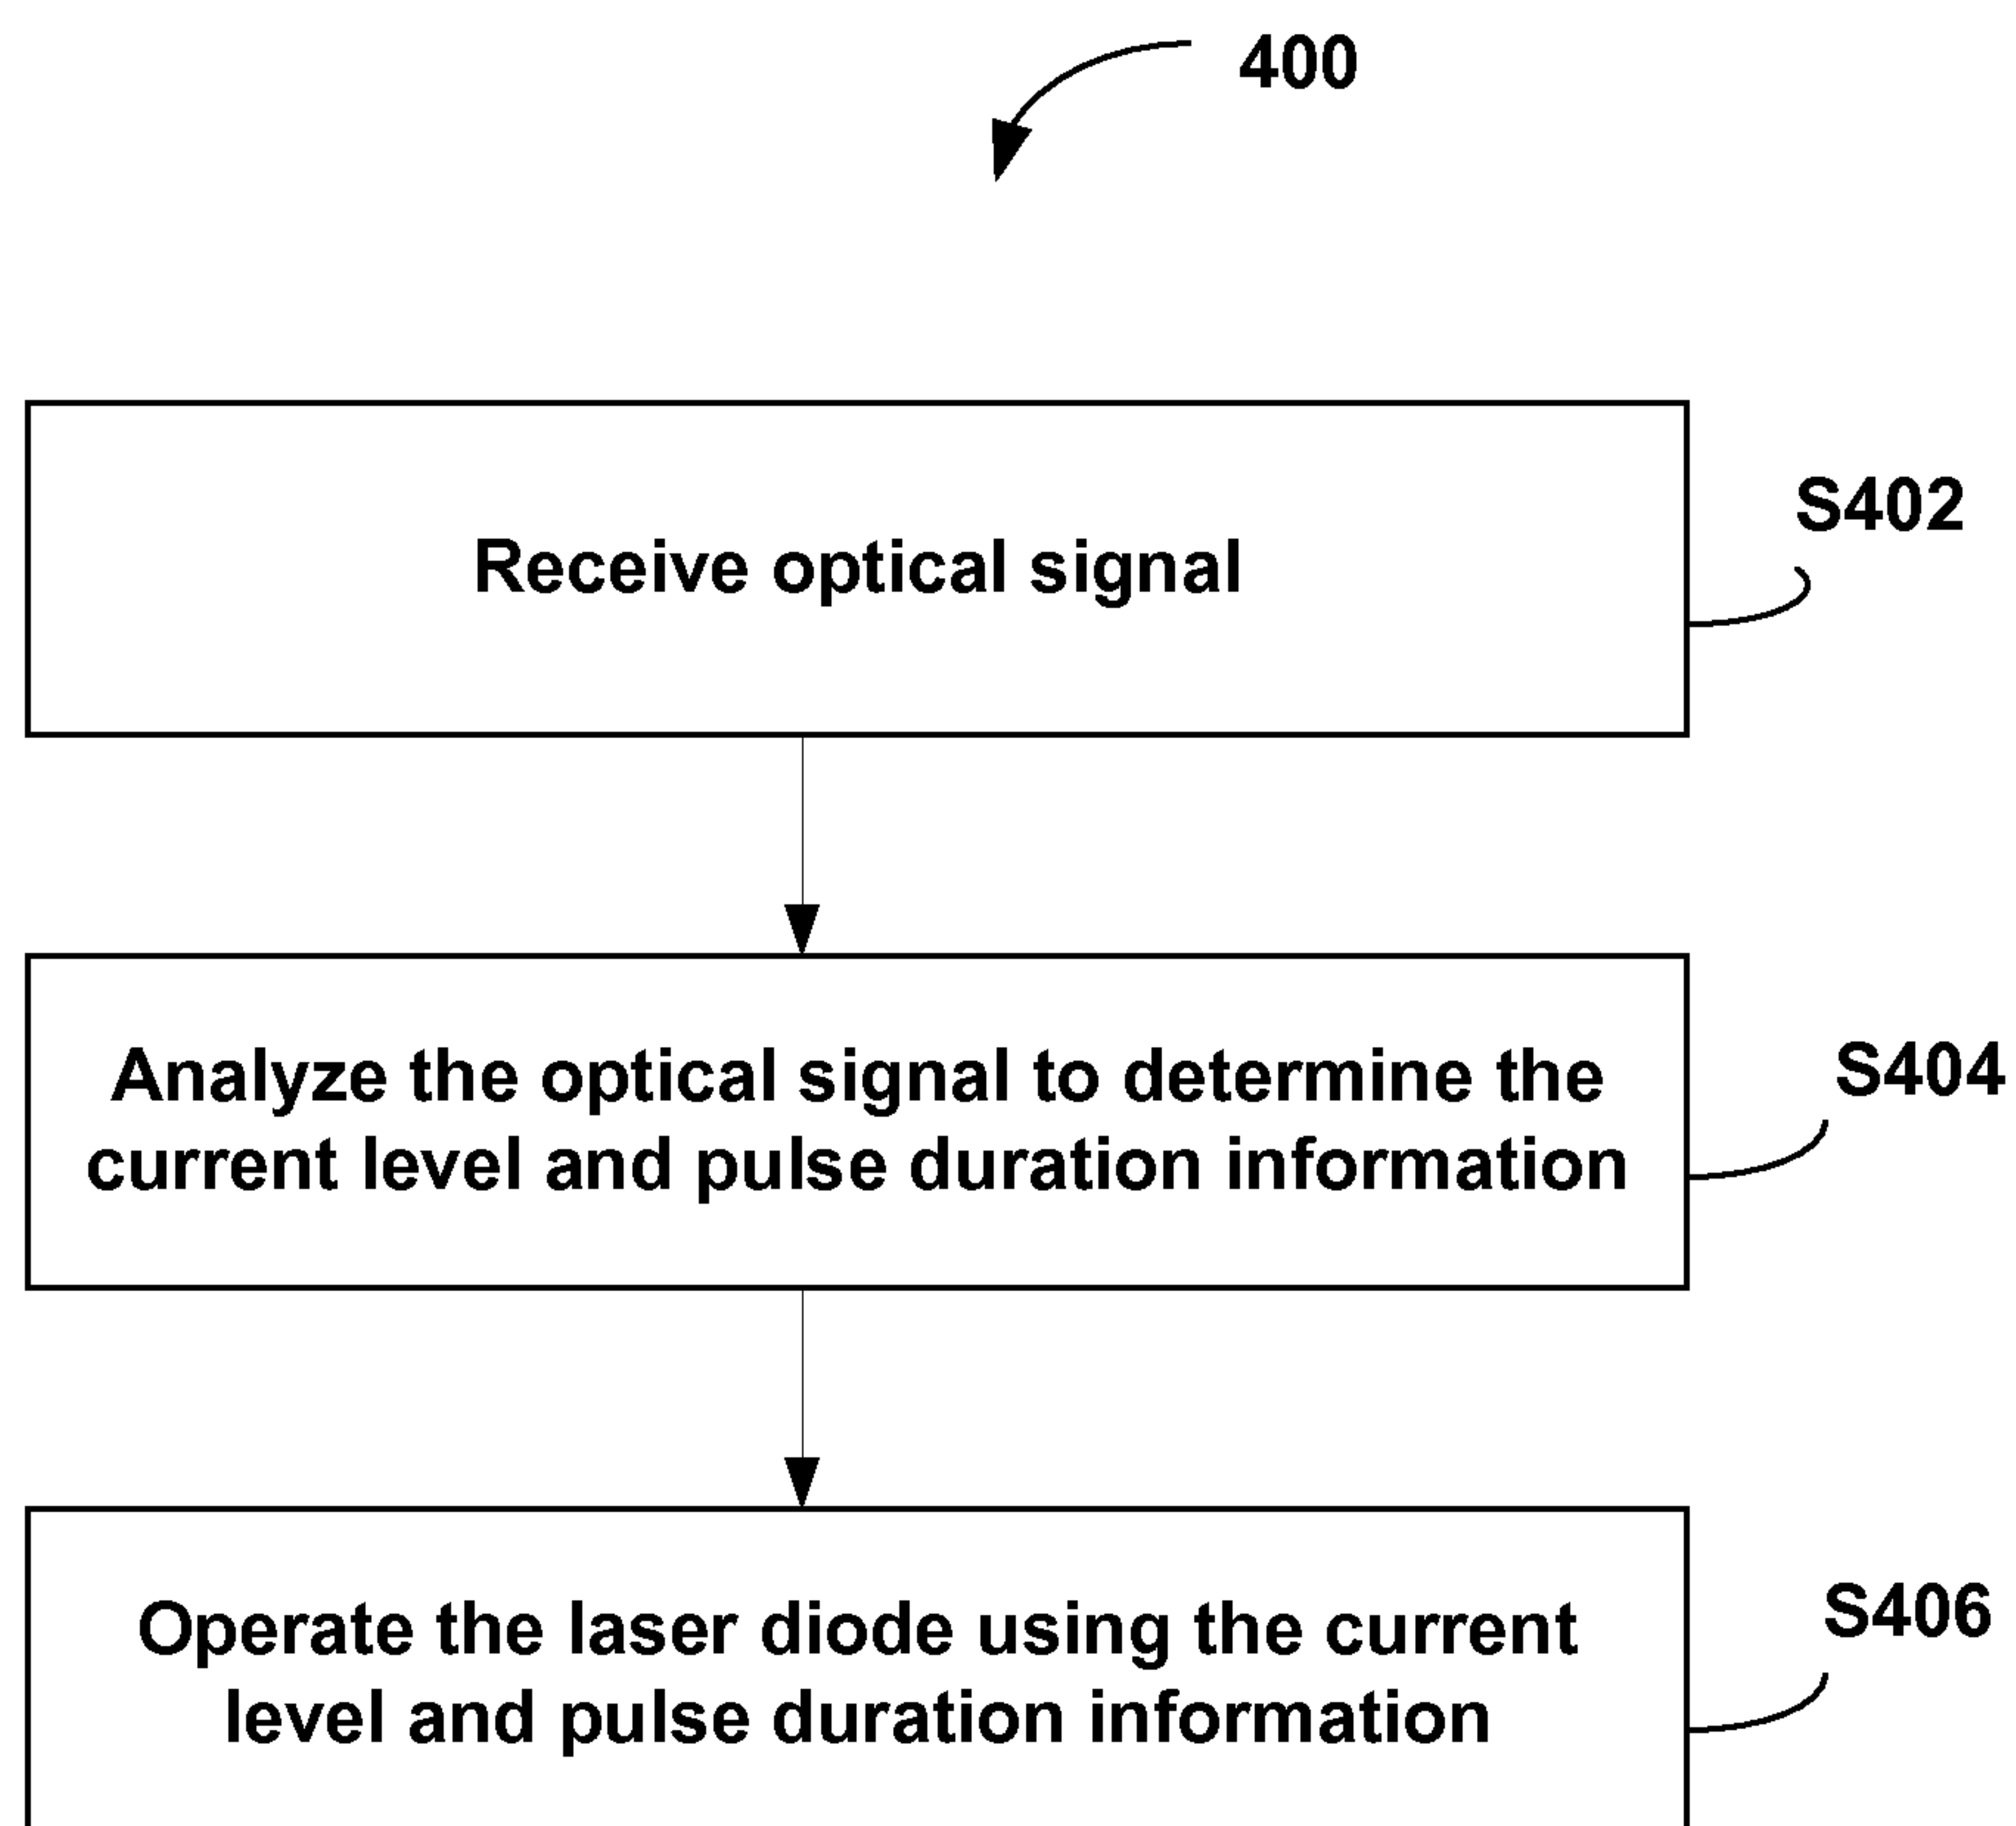 400
Receive optical signal
S402
Analyze the optical signal to determine the
current level and pulse duration information
S404
Operate the laser diode using the current
level and pulse duration information
S406